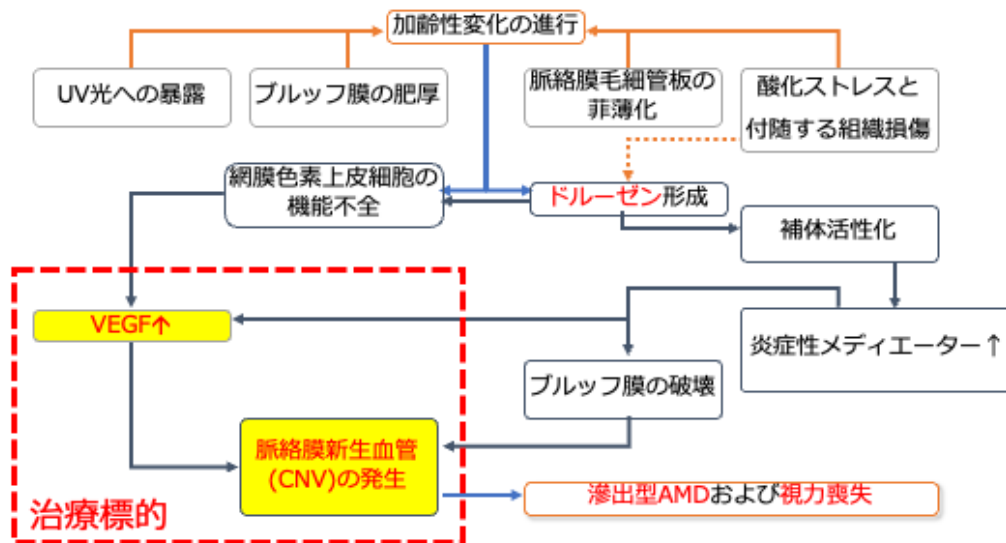 加齢性変化の進行
UV光への暴露
ブルッフ膜の肥厚
脈絡膜毛細管板の
菲薄化
酸化ストレスと
付随する組織損傷
網膜色素上皮細胞の
機能不全
ドルーゼン形成
補体活性化
VEGF↑
炎症性メディエーター↑
ブルッフ膜の破壊
脈絡膜新生血管
(CNV)の発生
滲出型AMDおよび視力喪失
治療標的